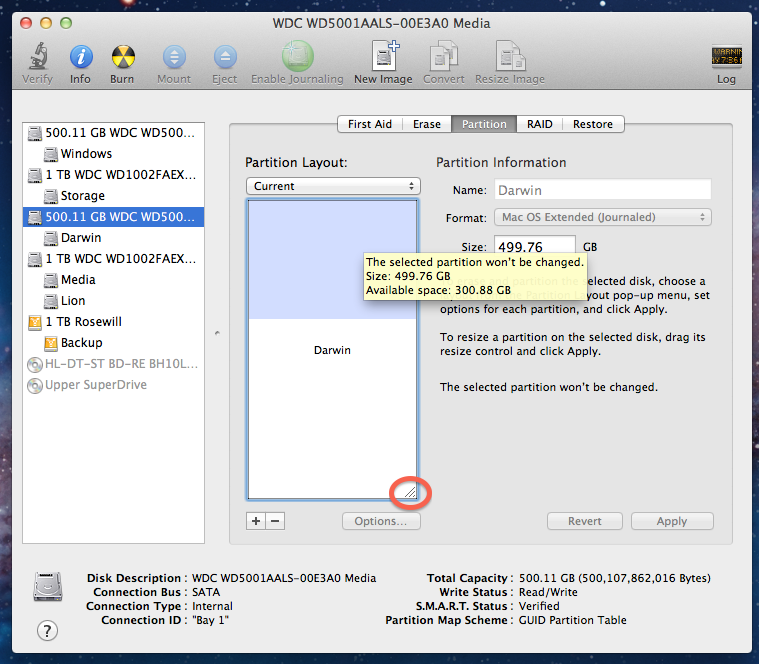 WDC WD5001AALS-00E3A0 Media
Verify Info Burn Mount Eject Enable Journaling New Image Convert Resize Image Log
First Aid Erase Partition RAID Restore
500.11 GB WDC WD500...
Windows
1 TB WDC WD1002FAEX...
Storage
500.11 GB WDC WD500...
Darwin
1 TB WDC WD1002FAEX...
Media
Lion
1 TB Rosewill
Backup
HL-DT-ST BD-RE BH10L...
Upper SuperDrive
Partition Layout:
Current
Darwin
+ −
Options...
Partition Information
Name: Darwin
Format: Mac OS Extended (Journaled)
Size: 499.76 GB
The selected partition won't be changed.
Size: 499.76 GB
Available space: 300.88 GB
the selected disk, choose a
Layout pop-up menu, set
options for each partition, and click Apply.
To resize a partition on the selected disk, drag its
resize control and click Apply.
The selected partition won't be changed.
Revert Apply
Disk Description : WDC WD5001AALS-00E3A0 Media
Connection Bus : SATA
Connection Type : Internal
Connection ID : "Bay 1"
Total Capacity : 500.11 GB (500,107,862,016 Bytes)
Write Status : Read/Write
S.M.A.R.T. Status : Verified
Partition Map Scheme : GUID Partition Table
?